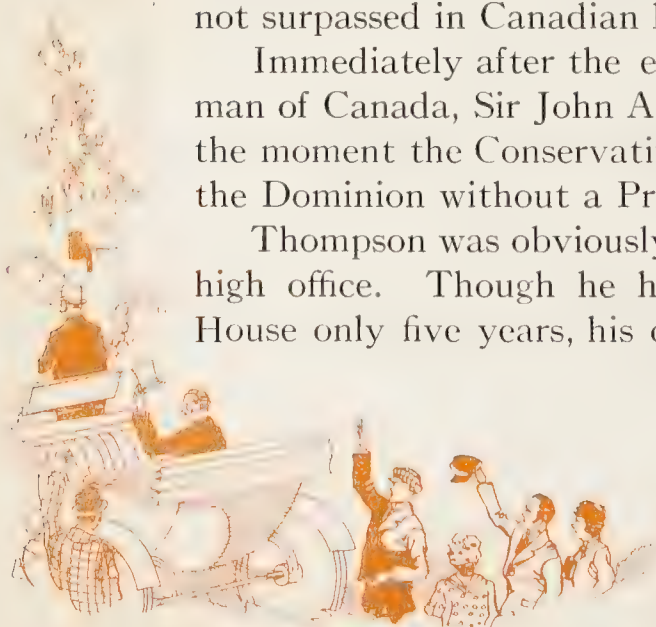 not surpassed in Canadian
Immediately after the e
man of Canada, Sir John A
the moment the Conservati
the Dominion without a Pr
Thompson was obviously
high office. Though he h
House only five years, his